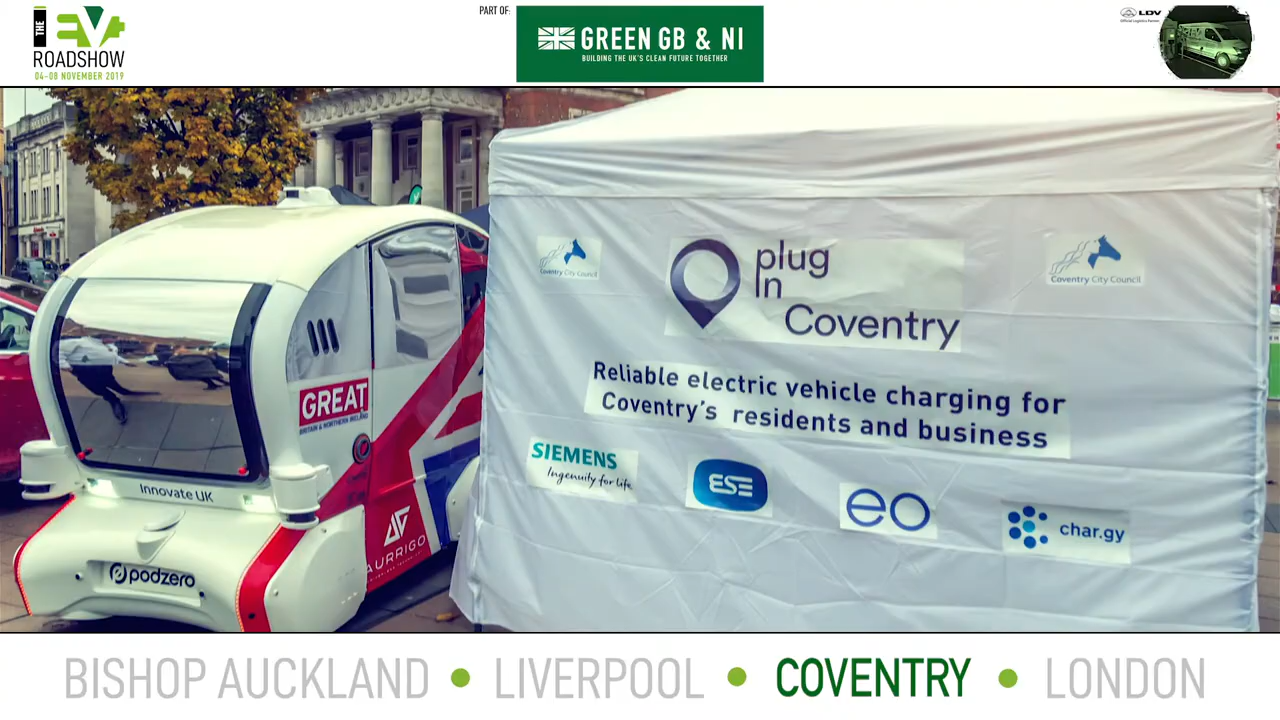 THE
EV
ROADSHOW
04-08 NOVEMBER 2019
PART OF:
GREEN GB & NI
BUILDING THE UK'S CLEAN FUTURE TOGETHER
LDV
Official Logistics Partner
Coventry City Council
plug
in
Coventry
Coventry City Council
Reliable electric vehicle charging for
Coventry's residents and business
SIEMENS
Ingenuity for life
ESE
eo
char.gy
GREAT
BRITAIN & NORTHERN IRELAND
Innovate UK
AURRIGO
podzero
BISHOP AUCKLAND • LIVERPOOL • COVENTRY • LONDON